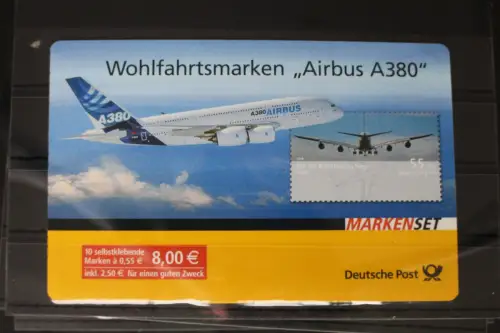 Wohlfahrtsmarken „Airbus A380"
A380
A380 AIRBUS
55
MARKENSET
10 selbstklebende
Marken à 0,55 €
8,00 €
inkl. 2,50 € für einen guten Zweck
Deutsche Post